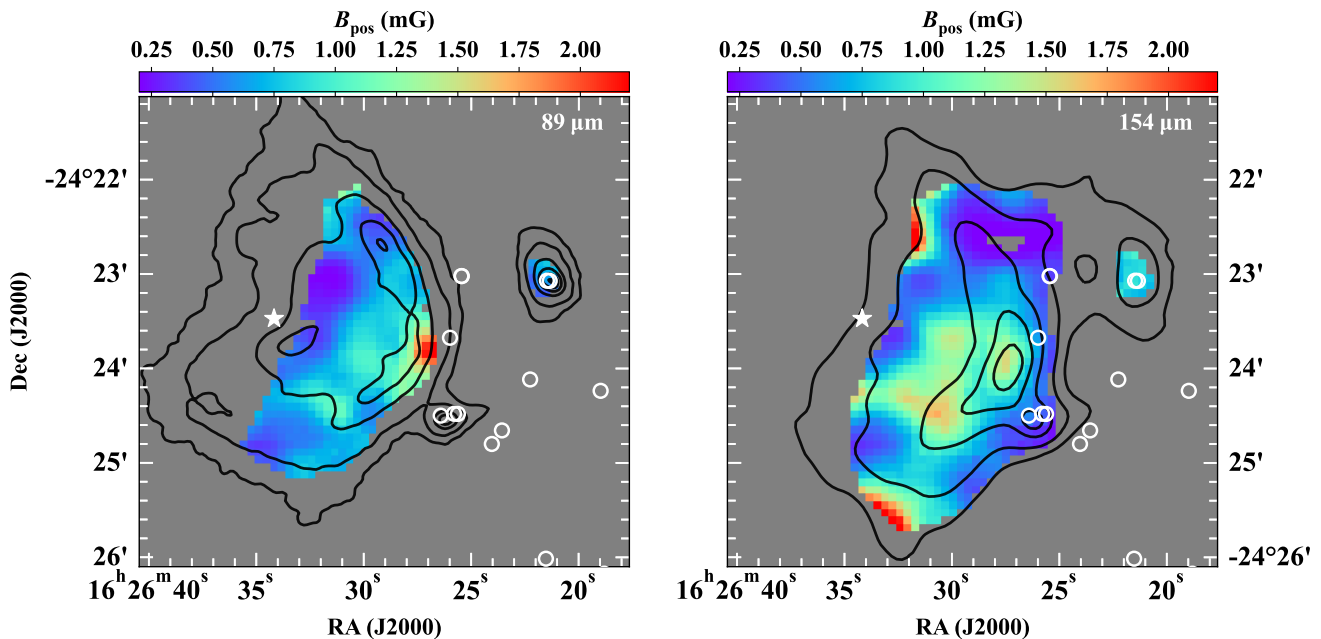 B_pos (mG)
0.25 0.50 0.75 1.00 1.25 1.50 1.75 2.00
89 µm
-24°22'
23'
24'
25'
26'
16ʰ26ᵐ40ˢ 35ˢ 30ˢ 25ˢ 20ˢ
RA (J2000)
Dec (J2000)
B_pos (mG)
0.25 0.50 0.75 1.00 1.25 1.50 1.75 2.00
154 µm
22'
23'
24'
25'
-24°26'
16ʰ26ᵐ40ˢ 35ˢ 30ˢ 25ˢ 20ˢ
RA (J2000)